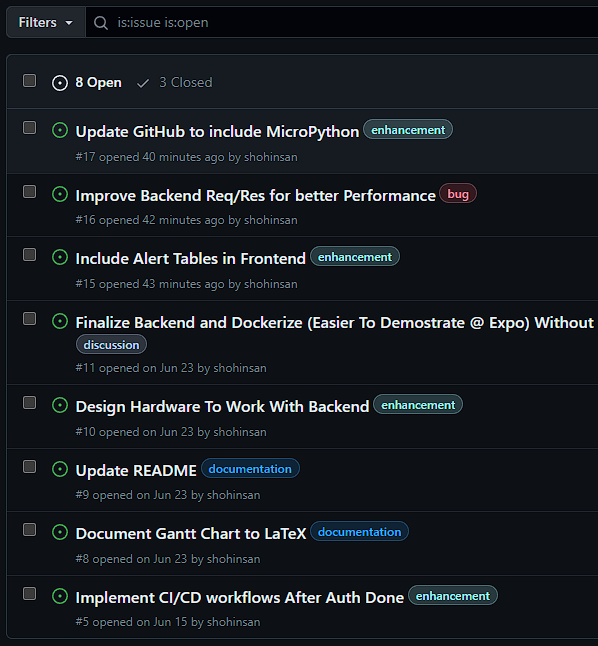 Filters is:issue is:open
8 Open 3 Closed
Update GitHub to include MicroPython enhancement
#17 opened 40 minutes ago by shohinsan
Improve Backend Req/Res for better Performance bug
#16 opened 42 minutes ago by shohinsan
Include Alert Tables in Frontend enhancement
#15 opened 43 minutes ago by shohinsan
Finalize Backend and Dockerize (Easier To Demostrate @ Expo) Without
discussion
#11 opened on Jun 23 by shohinsan
Design Hardware To Work With Backend enhancement
#10 opened on Jun 23 by shohinsan
Update README documentation
#9 opened on Jun 23 by shohinsan
Document Gantt Chart to LaTeX documentation
#8 opened on Jun 23 by shohinsan
Implement CI/CD workflows After Auth Done enhancement
#5 opened on Jun 15 by shohinsan